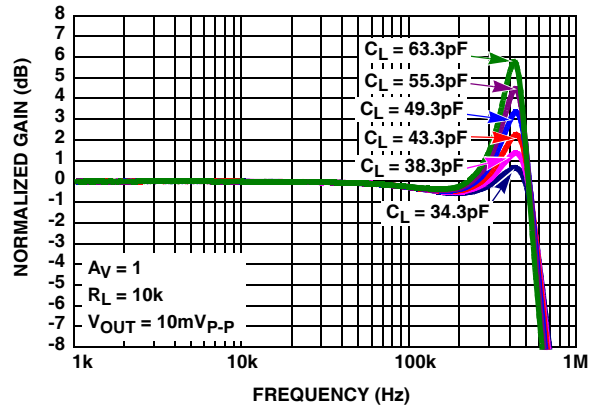 8
7
6
5
4
3
2
1
0
-1
-2
-3
-4
-5
-6
-7
-8
NORMALIZED GAIN (dB)
CL = 63.3pF
CL = 55.3pF
CL = 49.3pF
CL = 43.3pF
CL = 38.3pF
CL = 34.3pF
AV = 1
RL = 10k
VOUT = 10mVP-P
1k 10k 100k 1M
FREQUENCY (Hz)